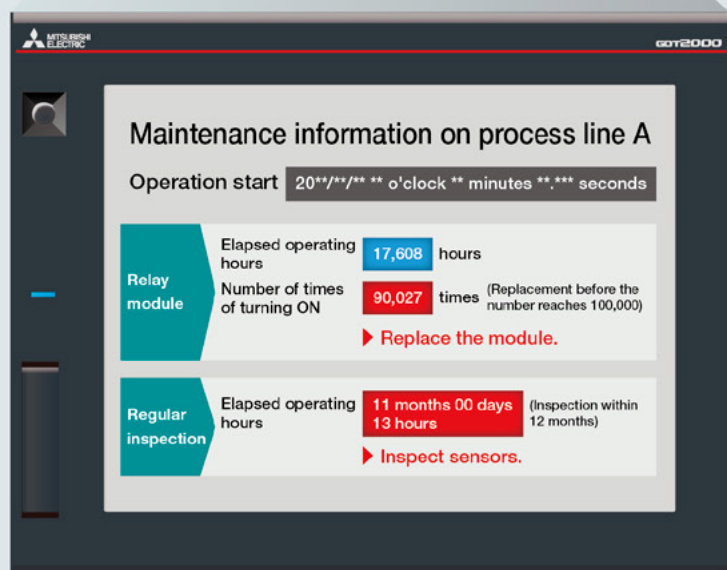 MITSUBISHI
ELECTRIC
GOT2000
Maintenance information on process line A
Operation start 20**/**/** ** o'clock ** minutes **.*** seconds
Relay
module
Elapsed operating
hours
17,608 hours
Number of times
of turning ON
90,027 times
(Replacement before the
number reaches 100,000)
Replace the module.
Regular
inspection
Elapsed operating
hours
11 months 00 days
13 hours
(Inspection within
12 months)
Inspect sensors.